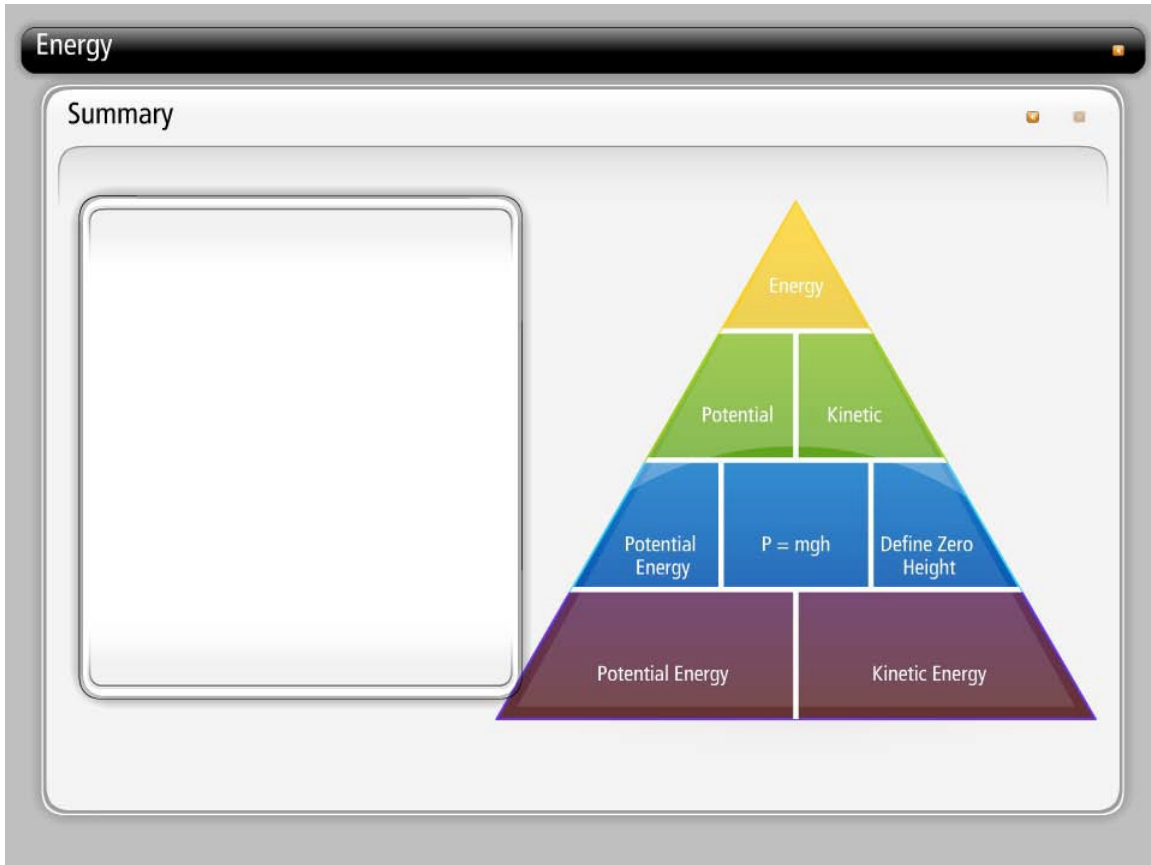 Energy
Summary
Energy
Potential
Kinetic
Potential
Energy
P = mgh
Define Zero
Height
Potential Energy
Kinetic Energy